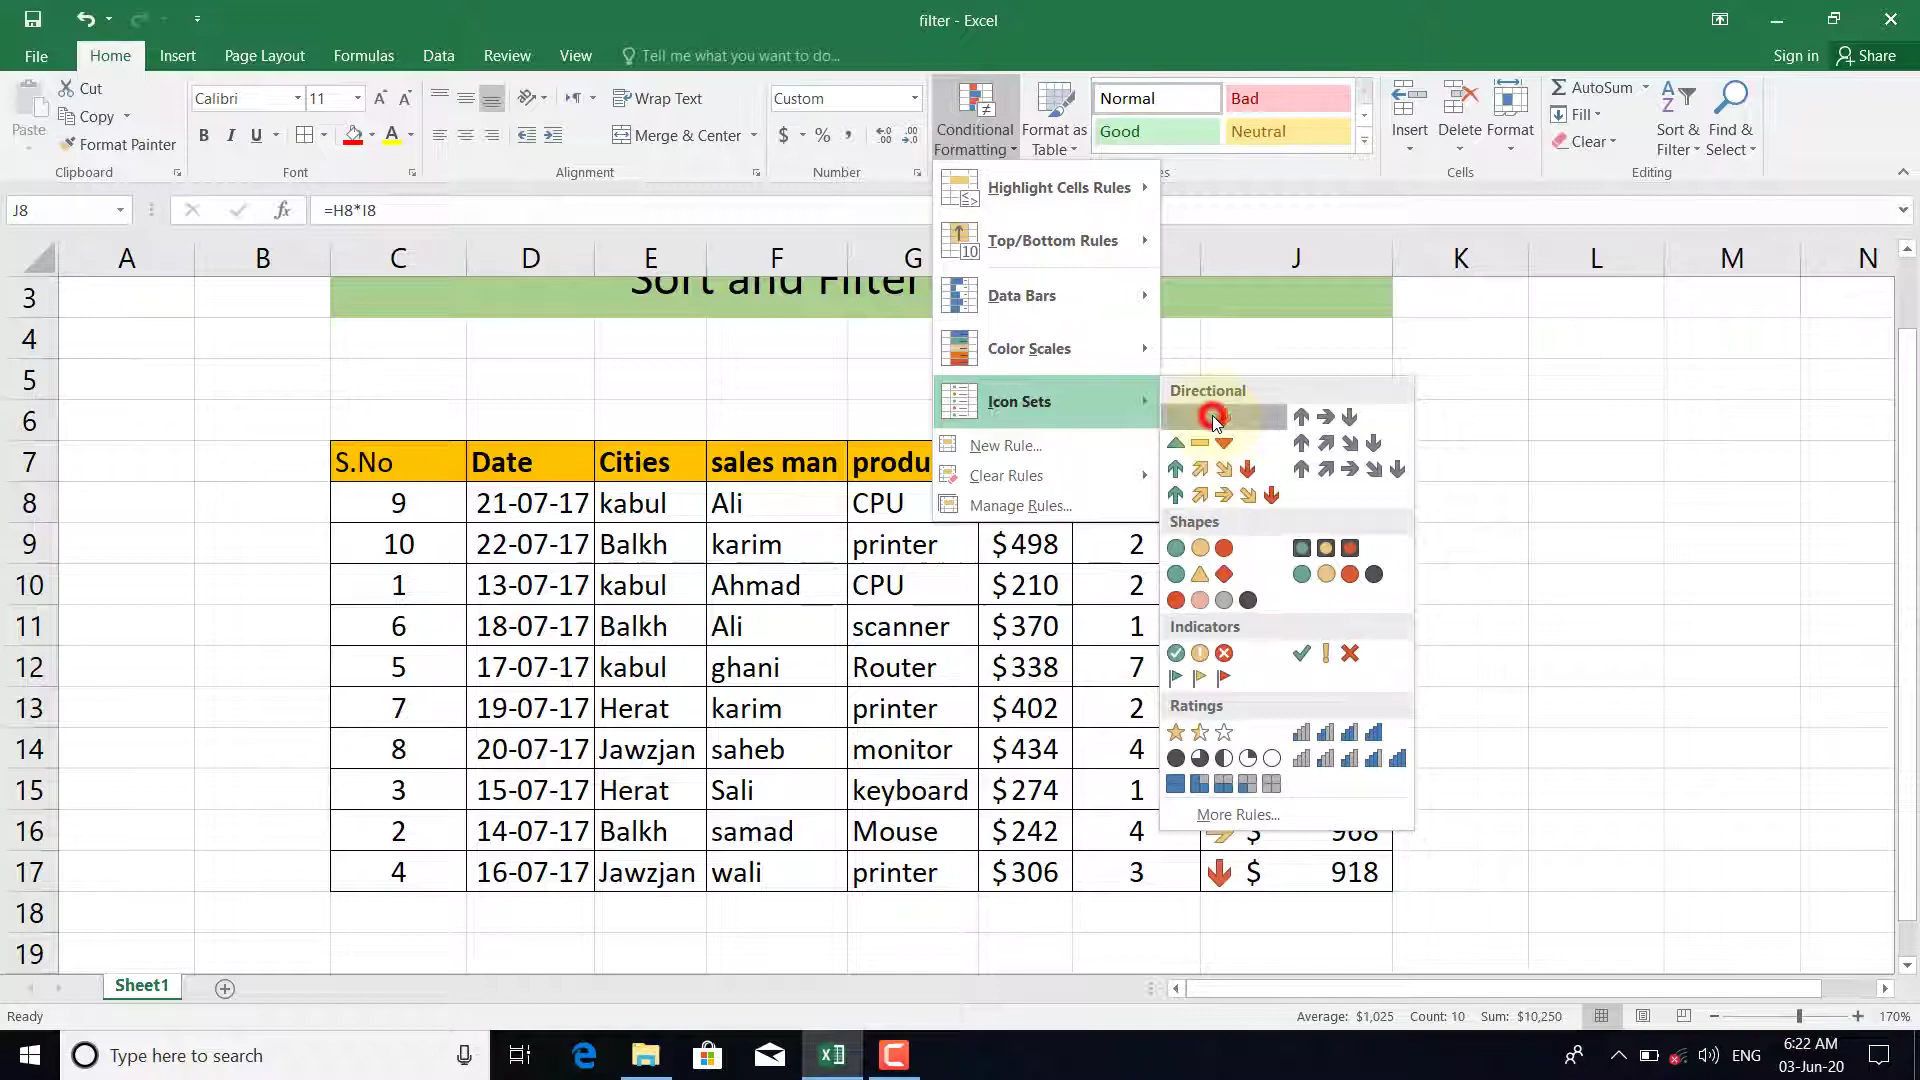 filter - Excel
File Home Insert Page Layout Formulas Data Review View Tell me what you want to do... Sign in Share
Paste Cut Copy Format Painter Clipboard
Calibri 11 B I U Font
Wrap Text Merge & Center Alignment
Custom $ % Number
Conditional Formatting Format as Table
Normal Bad
Good Neutral
Insert Delete Format Cells
AutoSum Fill Clear Sort & Filter Find & Select Editing
J8 fx =H8*I8
Highlight Cells Rules
Top/Bottom Rules
Data Bars
Color Scales
Icon Sets
New Rule...
Clear Rules
Manage Rules...
Directional
Shapes
Indicators
Ratings
More Rules...
A B C D E F G J K L M N
3 Sort and Filter
4
5
6
7 S.No Date Cities sales man produ
8 9 21-07-17 kabul Ali CPU
9 10 22-07-17 Balkh karim printer $ 498 2
10 1 13-07-17 kabul Ahmad CPU $ 210 2
11 6 18-07-17 Balkh Ali scanner $ 370 1
12 5 17-07-17 kabul ghani Router $ 338 7
13 7 19-07-17 Herat karim printer $ 402 2
14 8 20-07-17 Jawzjan saheb monitor $ 434 4
15 3 15-07-17 Herat Sali keyboard $ 274 1
16 2 14-07-17 Balkh samad Mouse $ 242 4 $ 968
17 4 16-07-17 Jawzjan wali printer $ 306 3 $ 918
18
19
Sheet1
Ready Average: $1,025 Count: 10 Sum: $10,250 170%
Type here to search ENG 6:22 AM
03-Jun-20